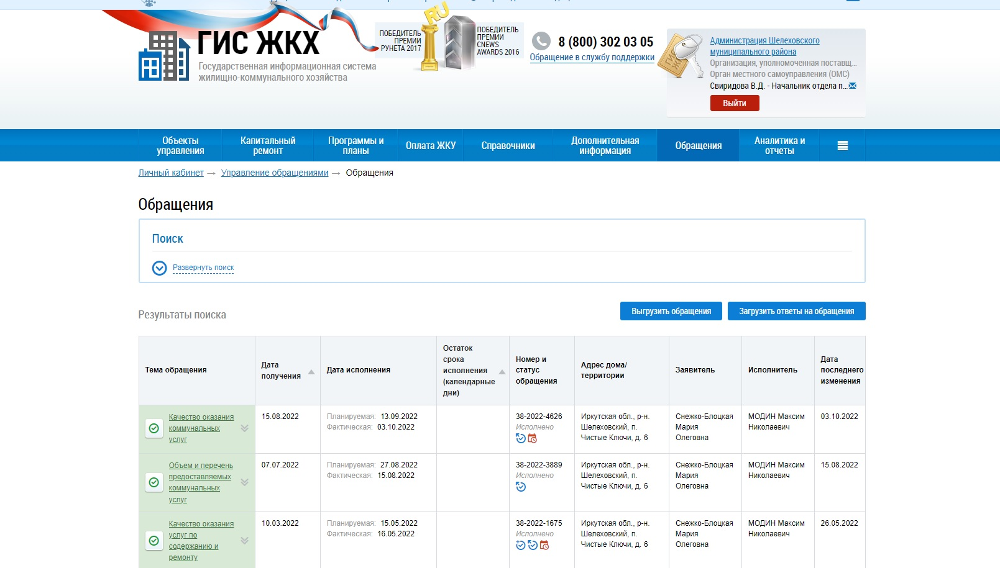 ГИС ЖКХ
Государственная информационная система
жилищно-коммунального хозяйства
ПОБЕДИТЕЛЬ
ПРЕМИИ
РУНЕТА 2017
RU
ПОБЕДИТЕЛЬ
ПРЕМИИ
CNEWS
AWARDS 2016
8 (800) 302 03 05
Обращение в службу поддержки
ГИС
ЖК
Администрация Шелеховского
муниципального района
Организация, уполномоченная поставщ...
Орган местного самоуправления (ОМС)
Свиридова В.Д. - Начальник отдела п...
Выйти
Объекты
управления
Капитальный
ремонт
Программы и
планы
Оплата ЖКУ
Справочники
Дополнительная
информация
Обращения
Аналитика и
отчеты
Личный кабинет → Управление обращениями → Обращения
Обращения
Поиск
Развернуть поиск
Результаты поиска
Выгрузить обращения
Загрузить ответы на обращения
Тема обращения
Дата
получения
Дата исполнения
Остаток
срока
исполнения
(календарные
дни)
Номер и
статус
обращения
Адрес дома/
территории
Заявитель
Исполнитель
Дата
последнего
изменения
Качество оказания
коммунальных
услуг
15.08.2022
Планируемая: 13.09.2022
Фактическая: 03.10.2022
38-2022-4626
Исполнено
Иркутская обл., р-н.
Шелеховский, п.
Чистые Ключи, д. 6
Снежко-Блоцкая
Мария
Олеговна
МОДИН Максим
Николаевич
03.10.2022
Объем и перечень
предоставляемых
коммунальных
услуг
07.07.2022
Планируемая: 27.08.2022
Фактическая: 15.08.2022
38-2022-3889
Исполнено
Иркутская обл., р-н.
Шелеховский, п.
Чистые Ключи, д. 6
Снежко-Блоцкая
Мария
Олеговна
МОДИН Максим
Николаевич
15.08.2022
Качество оказания
услуг по
содержанию и
ремонту
10.03.2022
Планируемая: 15.05.2022
Фактическая: 16.05.2022
38-2022-1675
Исполнено
Иркутская обл., р-н.
Шелеховский, п.
Чистые Ключи, д. 6
Снежко-Блоцкая
Мария
Олеговна
МОДИН Максим
Николаевич
26.05.2022